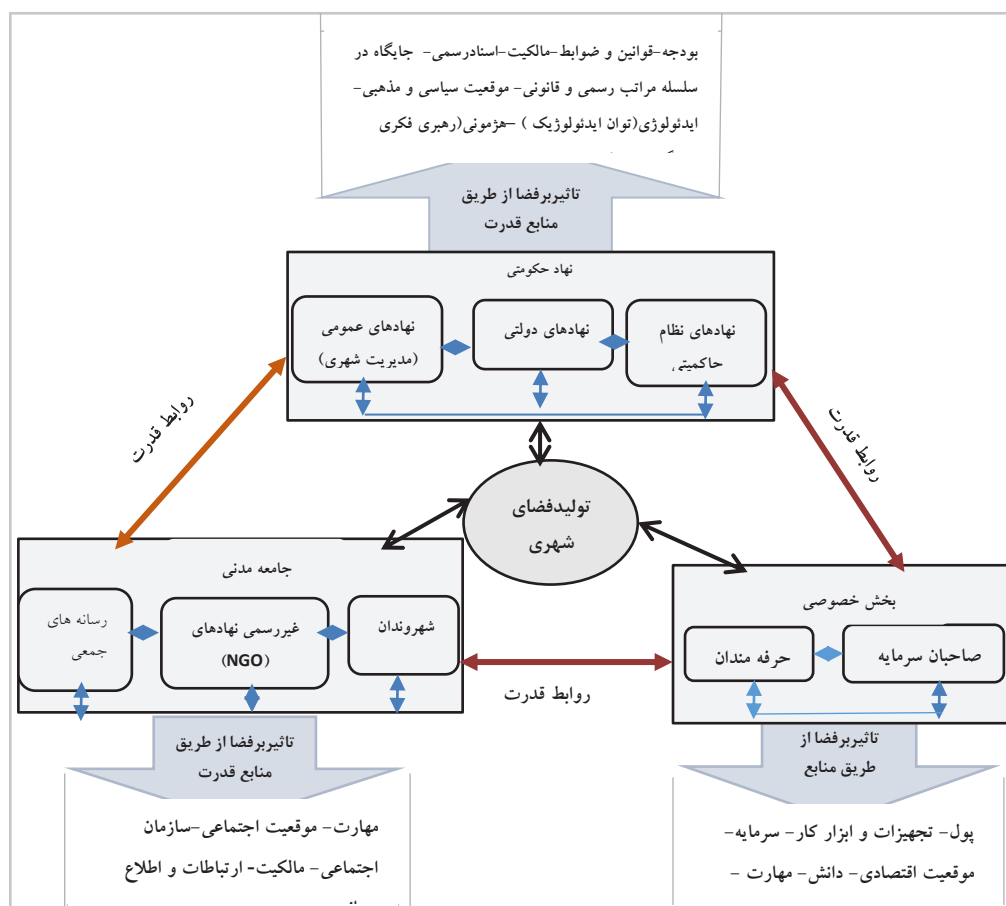 بودجه-قوانین و ضوابط-مالکیت-اسنادرسمی- جایگاه در
سلسله مراتب رسمی و قانونی- موقعیت سیاسی و مذهبی-
ایدئولوژی(توان ایدئولوژیک ) –هژمونی(رهبری فکری
تاثیربرفضا از طریق
منابع قدرت
نهاد حکومتی
نهادهای نظام
حاکمیتی
نهادهای دولتی
نهادهای عمومی
(مدیریت شهری)
روابط قدرت
روابط قدرت
تولیدفضای
شهری
بخش خصوصی
صاحبان سرمایه
حرفه مندان
جامعه مدنی
شهروندان
غیررسمی نهادهای
(NGO)
رسانه های
جمعی
روابط قدرت
تاثیربرفضا از
طریق منابع
تاثیربرفضا از طریق
منابع قدرت
پول- تجهیزات و ابزار کار- سرمایه-
موقعیت اقتصادی- دانش- مهارت -
مهارت- موقعیت اجتماعی-سازمان
اجتماعی- مالکیت- ارتباطات و اطلاع